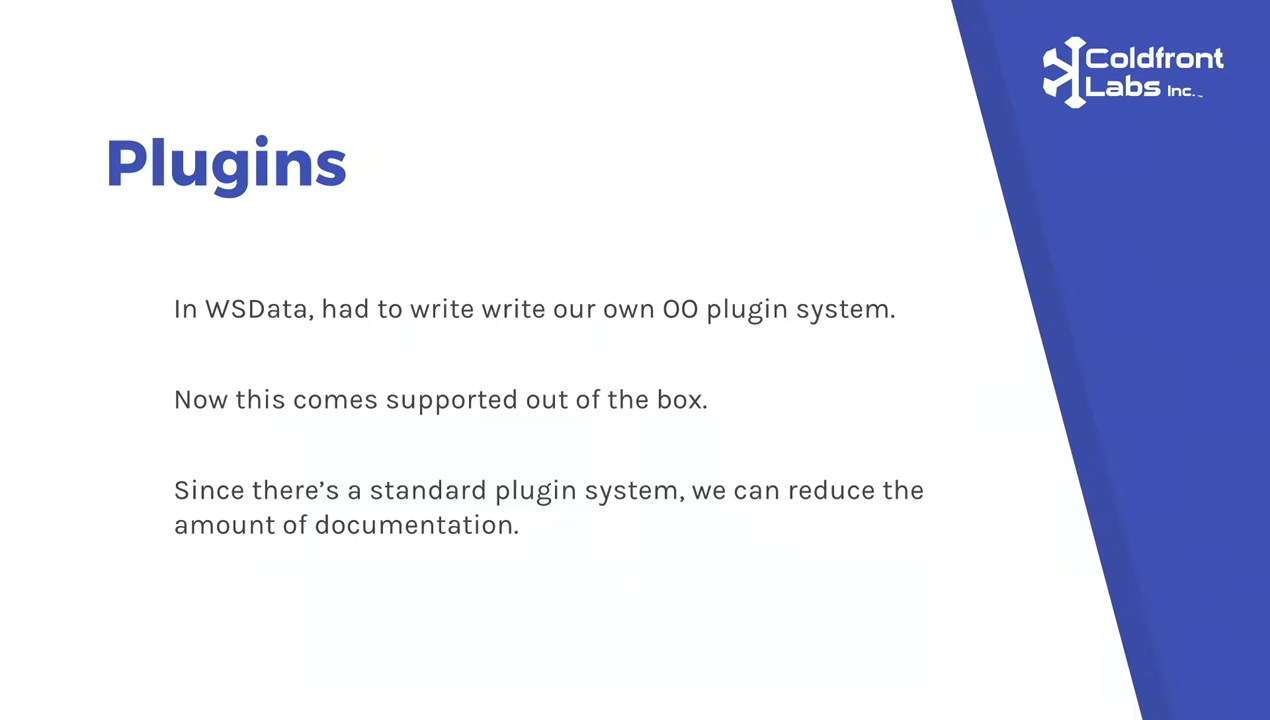 Coldfront
Labs Inc.™
Plugins
In WSData, had to write write our own OO plugin system.
Now this comes supported out of the box.
Since there’s a standard plugin system, we can reduce the
amount of documentation.